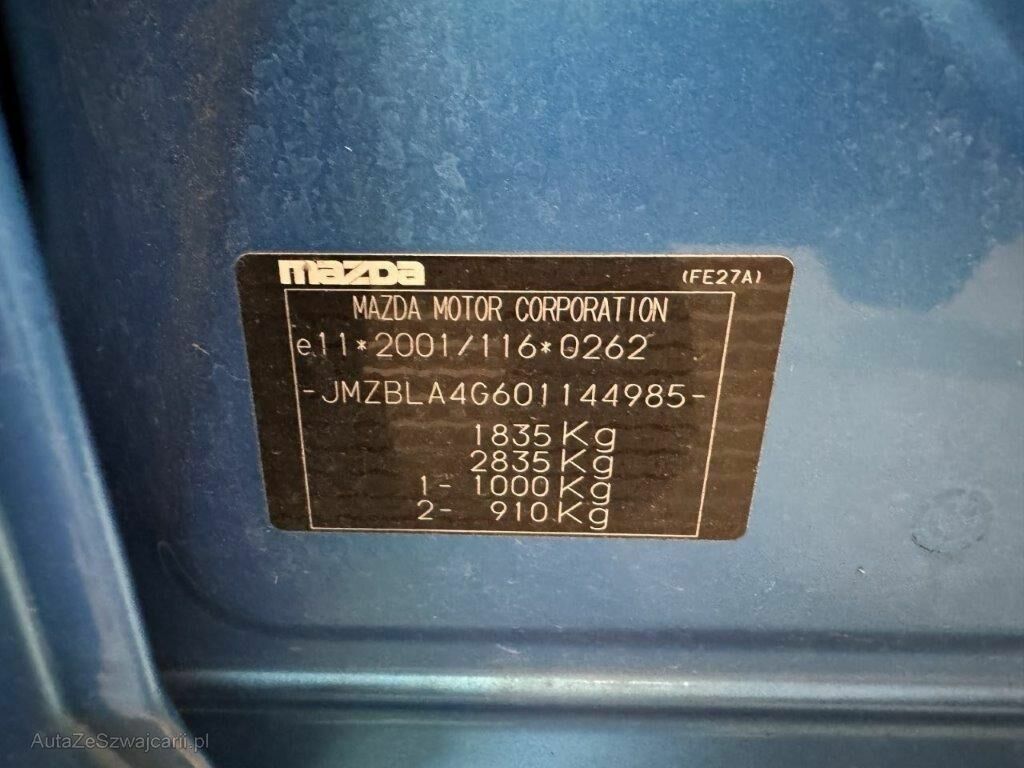 mazda
(FE27A)
MAZDA MOTOR CORPORATION
e11*2001/116*0262
-JMZBLA4G601144985-
1835Kg
2835Kg
1- 1000Kg
2- 910Kg
AutaZeSzwajcarii.pl